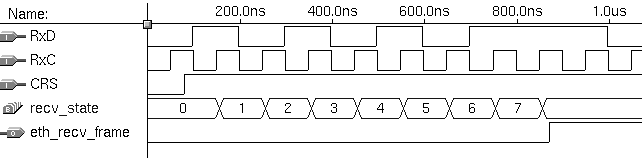 Name: 200.0ns 400.0ns 600.0ns 800.0ns 1.0us
I RxD
I RxC
I CRS
B recv_state 0 1 2 3 4 5 6 7
O eth_recv_frame